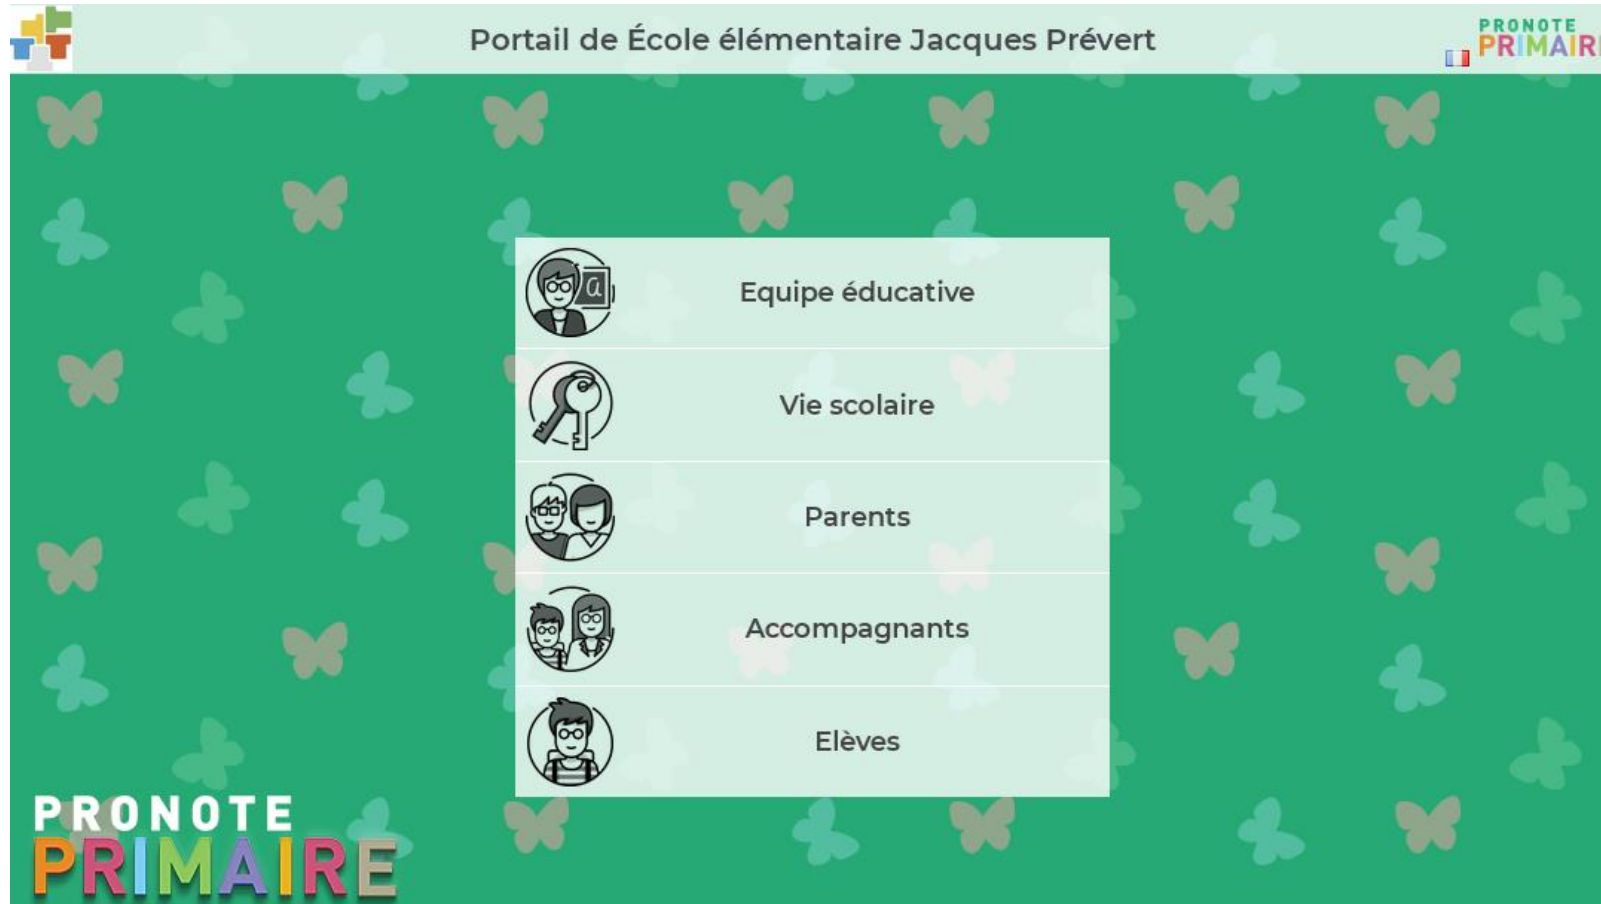 Portail de École élémentaire Jacques Prévert
PRONOTE
PRIMAIRE
Equipe éducative
a
Vie scolaire
Parents
Accompagnants
Elèves
PRONOTE
PRIMAIRE